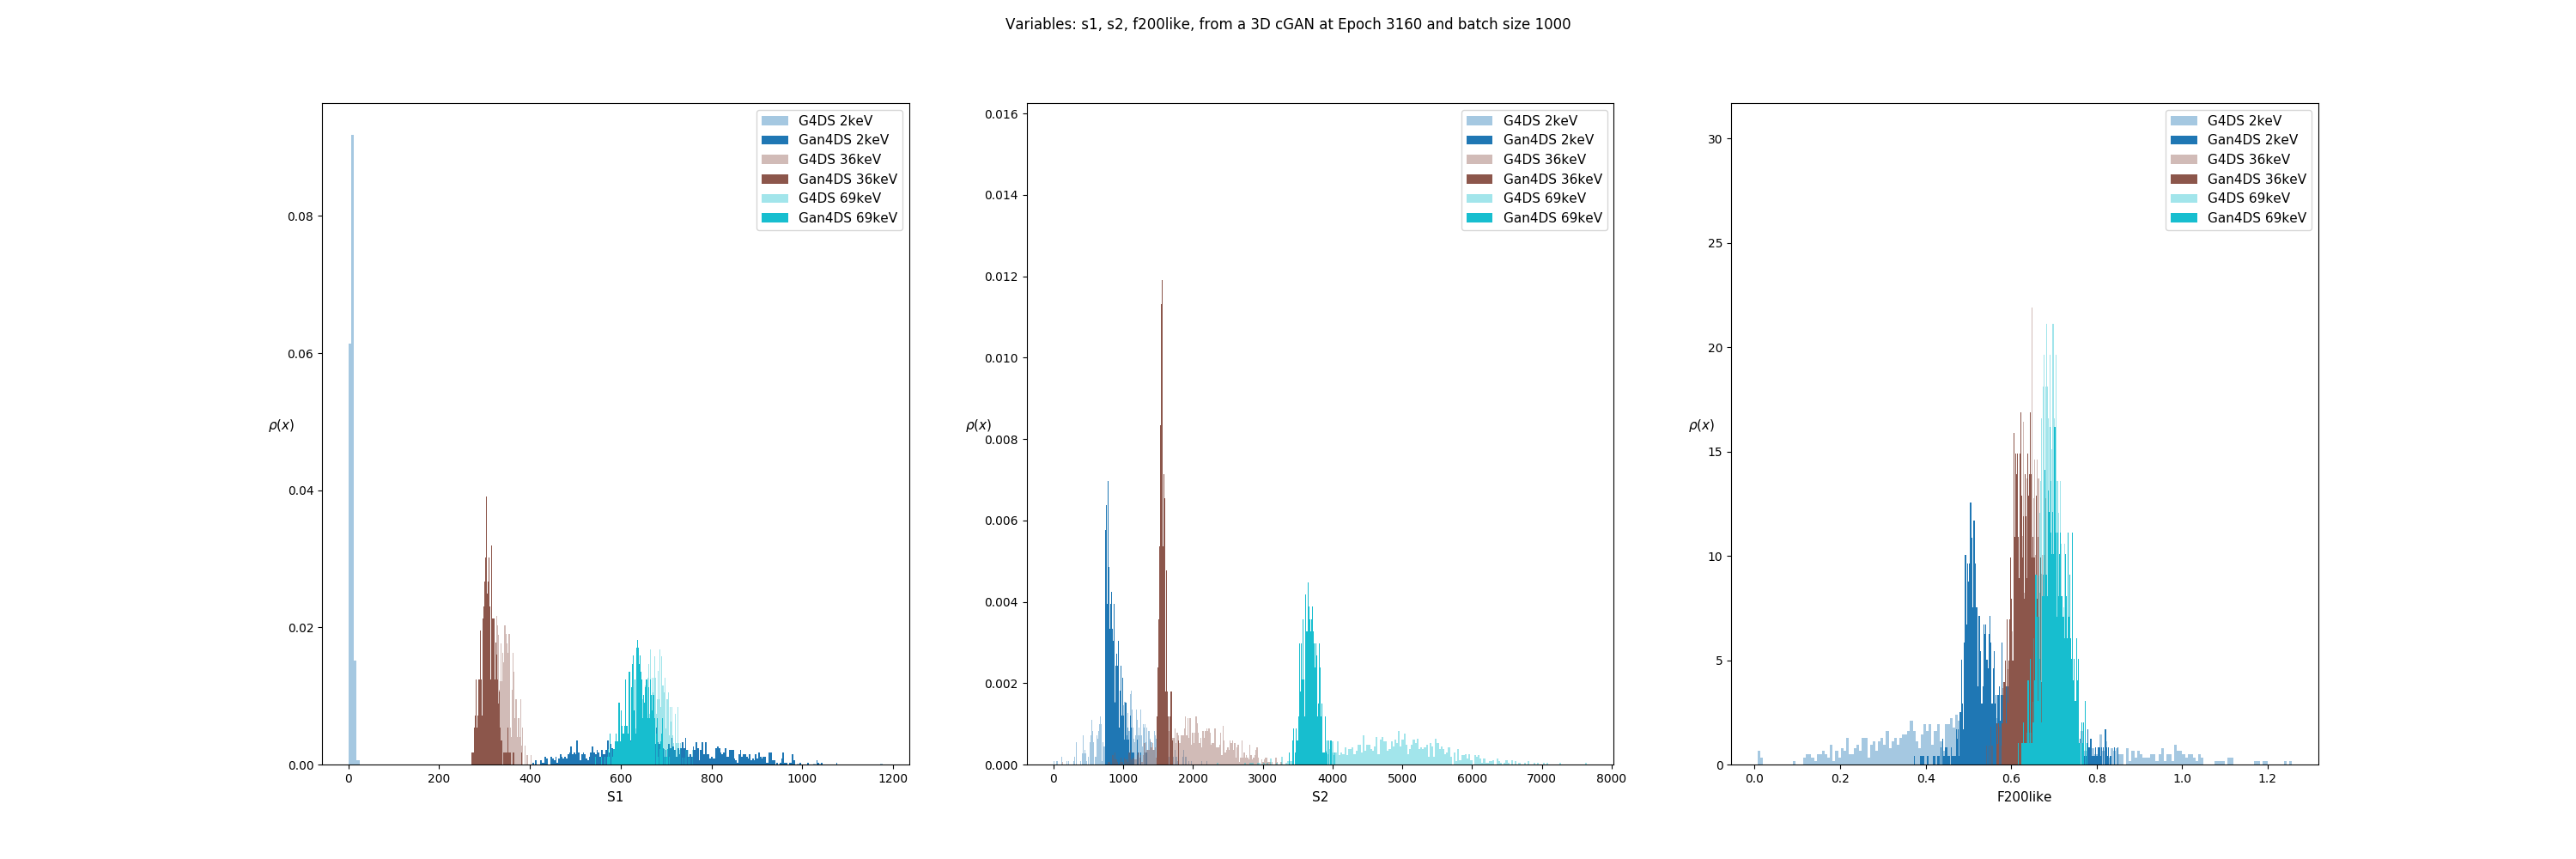 Variables: s1, s2, f200like, from a 3D cGAN at Epoch 3160 and batch size 1000
G4DS 2keV
Gan4DS 2keV
G4DS 36keV
Gan4DS 36keV
G4DS 69keV
Gan4DS 69keV
0.08
0.06
0.04
0.02
0.00
ρ(x)
0 200 400 600 800 1000 1200
S1
G4DS 2keV
Gan4DS 2keV
G4DS 36keV
Gan4DS 36keV
G4DS 69keV
Gan4DS 69keV
0.016
0.014
0.012
0.010
0.008
0.006
0.004
0.002
0.000
ρ(x)
0 1000 2000 3000 4000 5000 6000 7000 8000
S2
G4DS 2keV
Gan4DS 2keV
G4DS 36keV
Gan4DS 36keV
G4DS 69keV
Gan4DS 69keV
30
25
20
15
10
5
0
ρ(x)
0.0 0.2 0.4 0.6 0.8 1.0 1.2
F200like